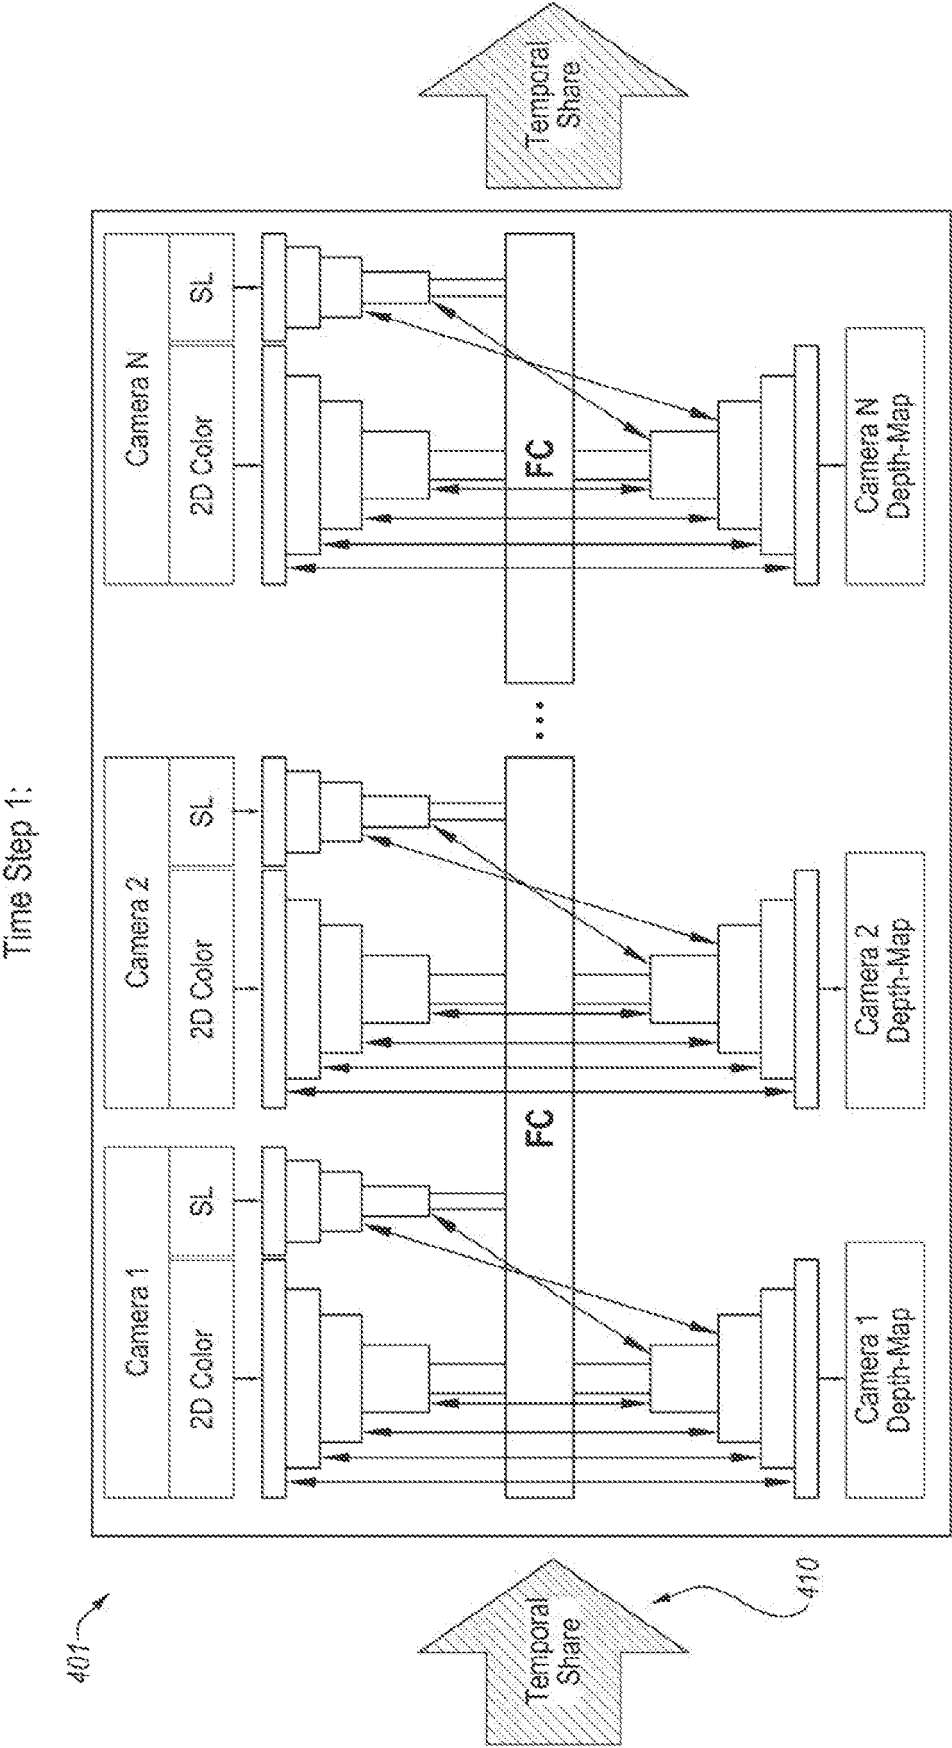 Time Step 1:
401
Temporal
Share
410
Camera 1
2D Color
SL
Camera 2
2D Color
SL
Camera N
2D Color
SL
FC
...
FC
Camera 1
Depth-Map
Camera 2
Depth-Map
Camera N
Depth-Map
Temporal
Share